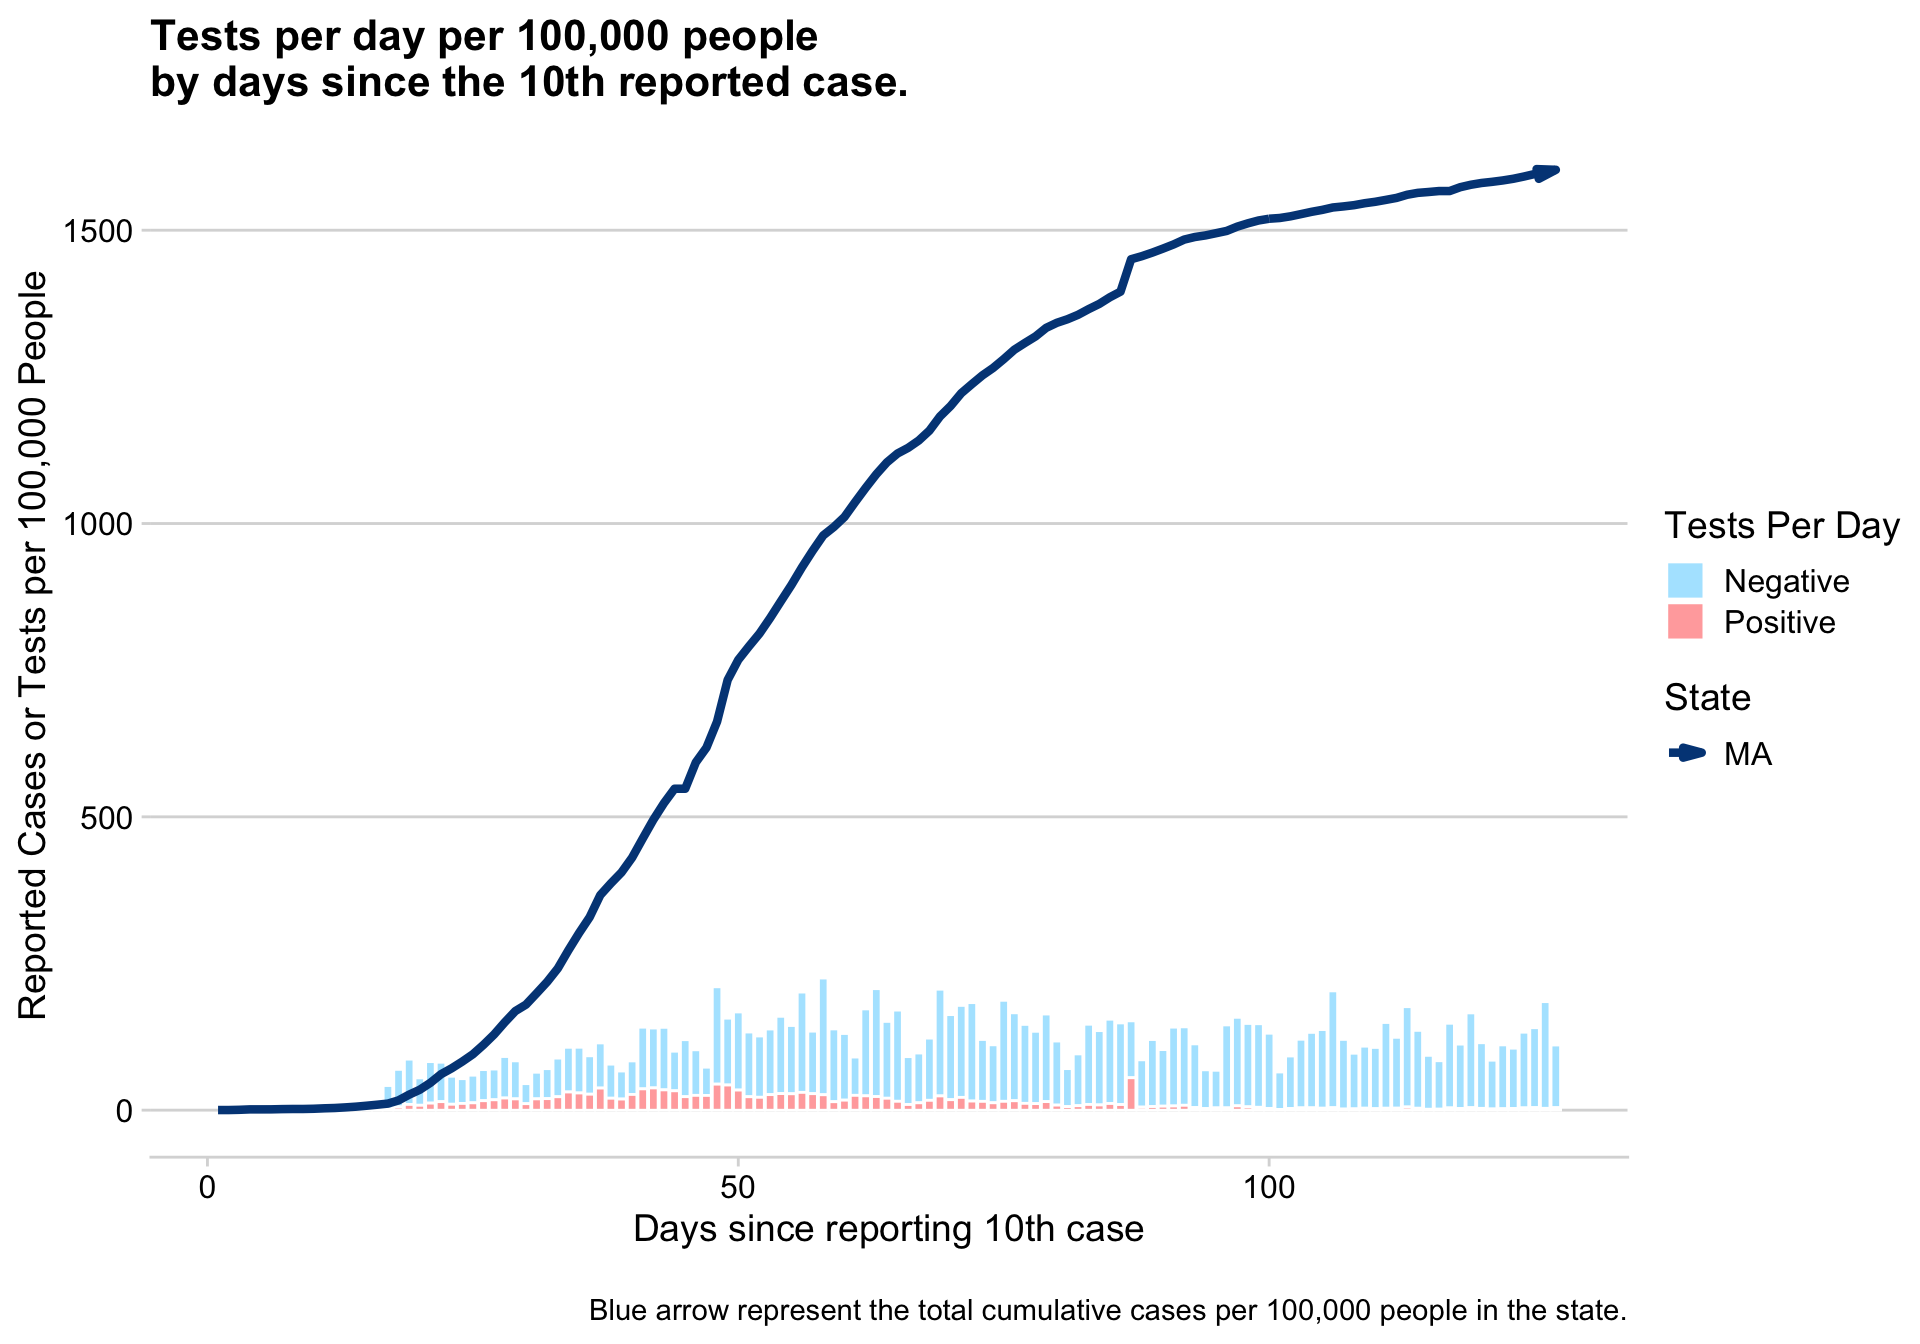 Tests per day per 100,000 people
by days since the 10th reported case.
Reported Cases or Tests per 100,000 People
1500
1000
500
0
0
50
100
Days since reporting 10th case
Tests Per Day
Negative
Positive
State
MA
Blue arrow represent the total cumulative cases per 100,000 people in the state.